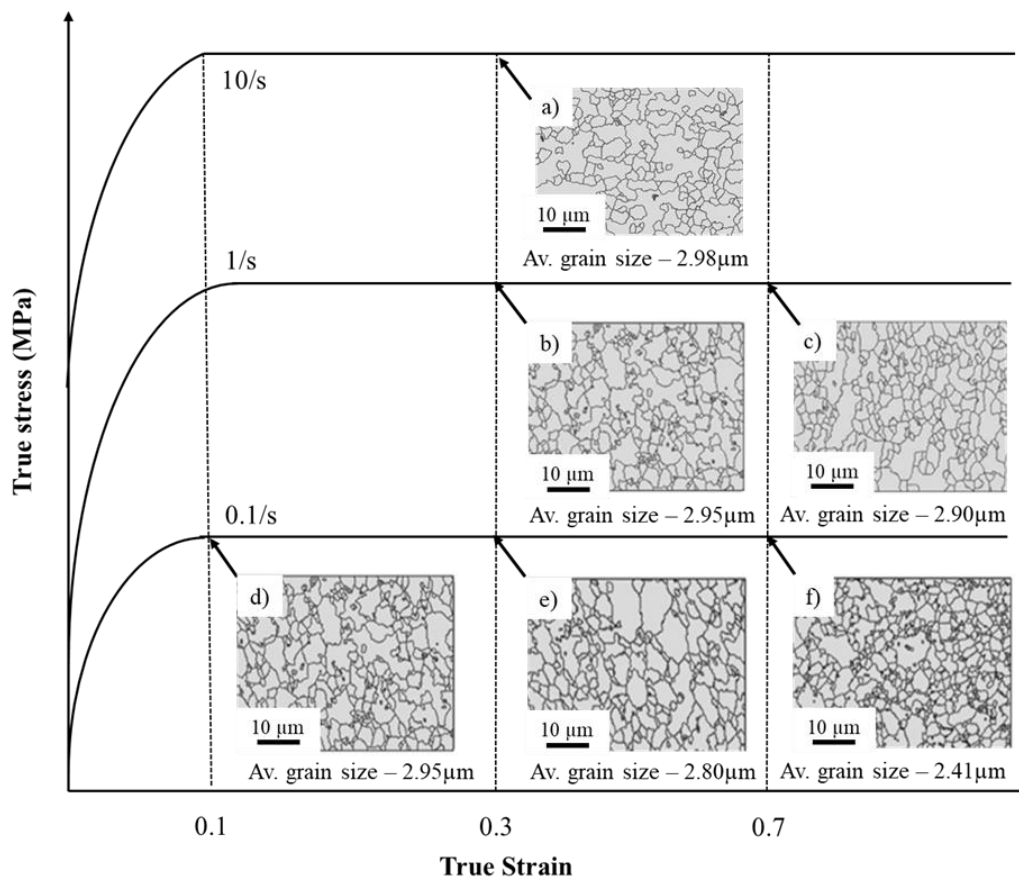 True stress (MPa)
10/s
a)
10 µm
Av. grain size – 2.98µm
1/s
b)
10 µm
Av. grain size – 2.95µm
c)
10 µm
Av. grain size – 2.90µm
0.1/s
d)
10 µm
Av. grain size – 2.95µm
e)
10 µm
Av. grain size – 2.80µm
f)
10 µm
Av. grain size – 2.41µm
0.1
0.3
0.7
True Strain